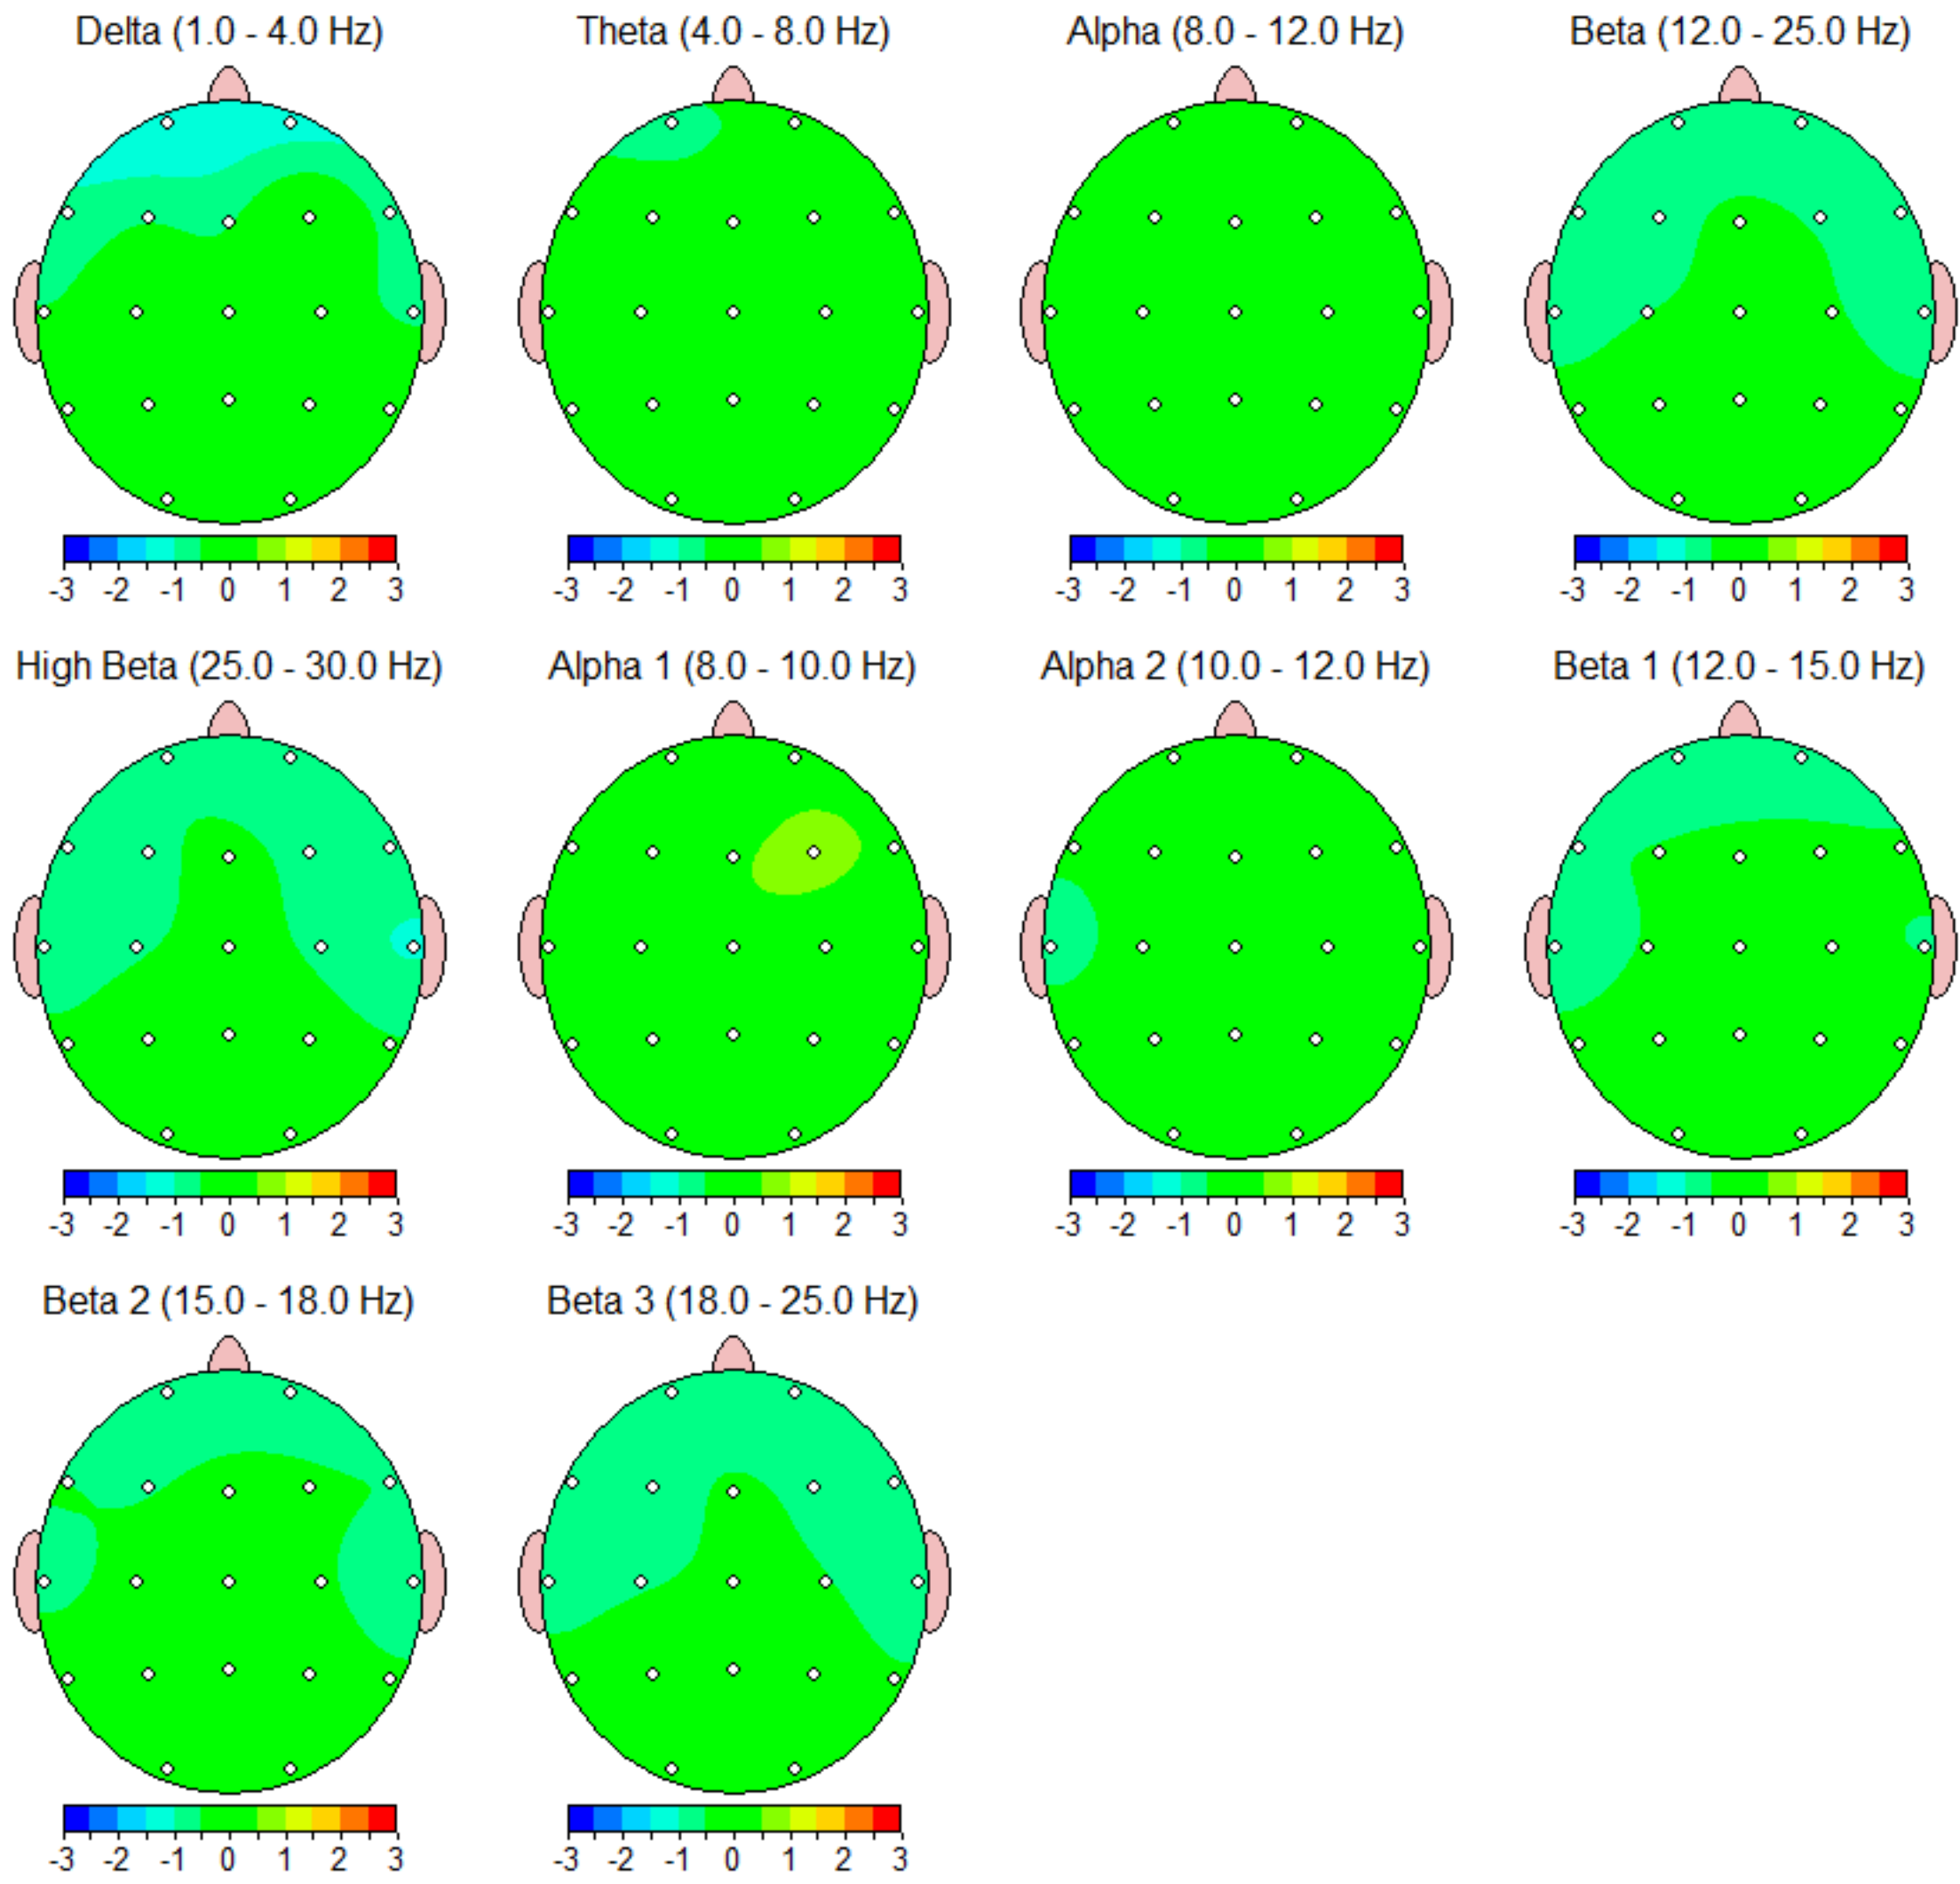 Delta (1.0 - 4.0 Hz) Theta (4.0 - 8.0 Hz) Alpha (8.0 - 12.0 Hz) Beta (12.0 - 25.0 Hz)
-3 -2 -1 0 1 2 3 -3 -2 -1 0 1 2 3 -3 -2 -1 0 1 2 3 -3 -2 -1 0 1 2 3
High Beta (25.0 - 30.0 Hz) Alpha 1 (8.0 - 10.0 Hz) Alpha 2 (10.0 - 12.0 Hz) Beta 1 (12.0 - 15.0 Hz)
-3 -2 -1 0 1 2 3 -3 -2 -1 0 1 2 3 -3 -2 -1 0 1 2 3 -3 -2 -1 0 1 2 3
Beta 2 (15.0 - 18.0 Hz) Beta 3 (18.0 - 25.0 Hz)
-3 -2 -1 0 1 2 3 -3 -2 -1 0 1 2 3